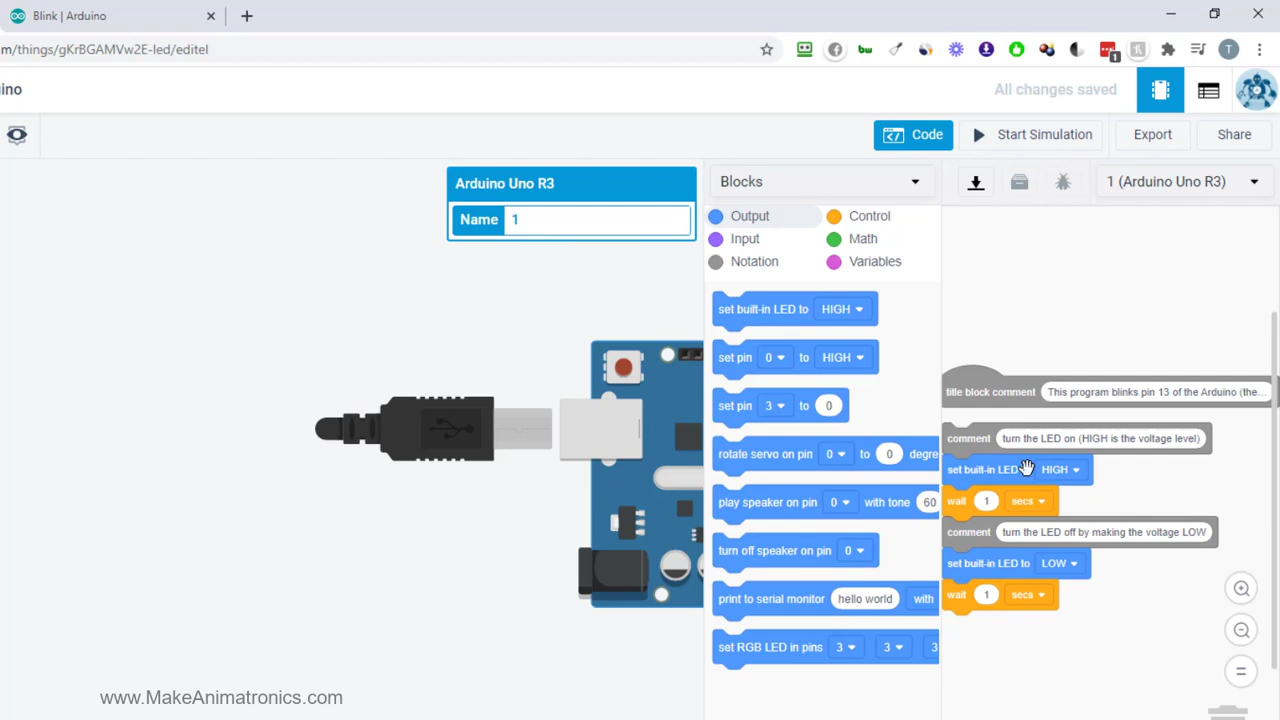 Blink | Arduino
m/things/gKrBGAMVw2E-led/editel
bw
1
T
ino
All changes saved
Code
Start Simulation
Export
Share
Arduino Uno R3
Name 1
Blocks
1 (Arduino Uno R3)
Output
Control
Input
Math
Notation
Variables
set built-in LED to HIGH
set pin 0 to HIGH
set pin 3 to 0
rotate servo on pin 0 to 0 degre
play speaker on pin 0 with tone 60
turn off speaker on pin 0
print to serial monitor hello world with
set RGB LED in pins 3 3 3
title block comment This program blinks pin 13 of the Arduino (the...
comment turn the LED on (HIGH is the voltage level)
set built-in LED HIGH
wait 1 secs
comment turn the LED off by making the voltage LOW
set built-in LED to LOW
wait 1 secs
www.MakeAnimatronics.com